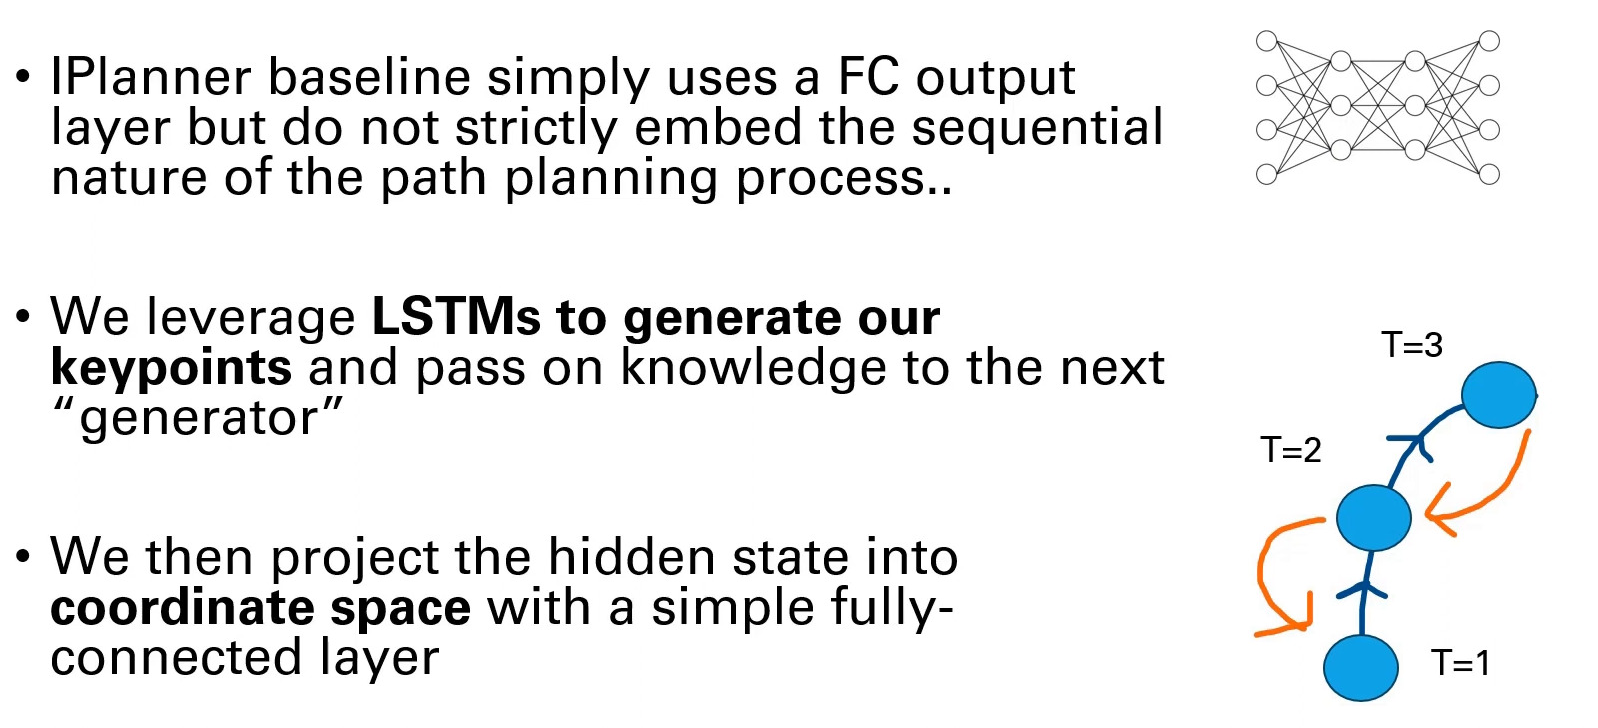 • IPlanner baseline simply uses a FC output
layer but do not strictly embed the sequential
nature of the path planning process..
• We leverage LSTMs to generate our
keypoints and pass on knowledge to the next
“generator”
• We then project the hidden state into
coordinate space with a simple fully-
connected layer
T=3
T=2
T=1